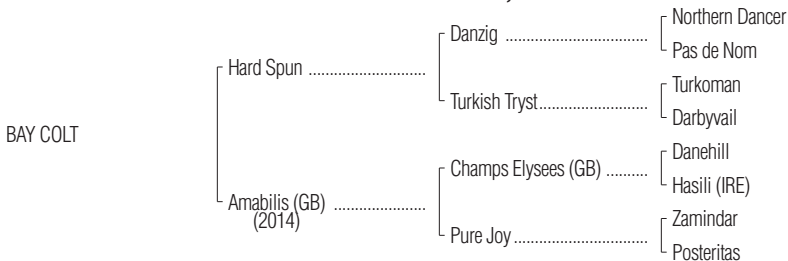 Northern Dancer
Danzig ........................................
Pas de Nom
Hard Spun ............................
Turkoman
Turkish Tryst..............................
Darbyvail
BAY COLT
Danehill
Champs Elysees (GB) ..........
Hasili (IRE)
Amabilis (GB) ......................
(2014)
Zamindar
Pure Joy.....................................
Posteritas